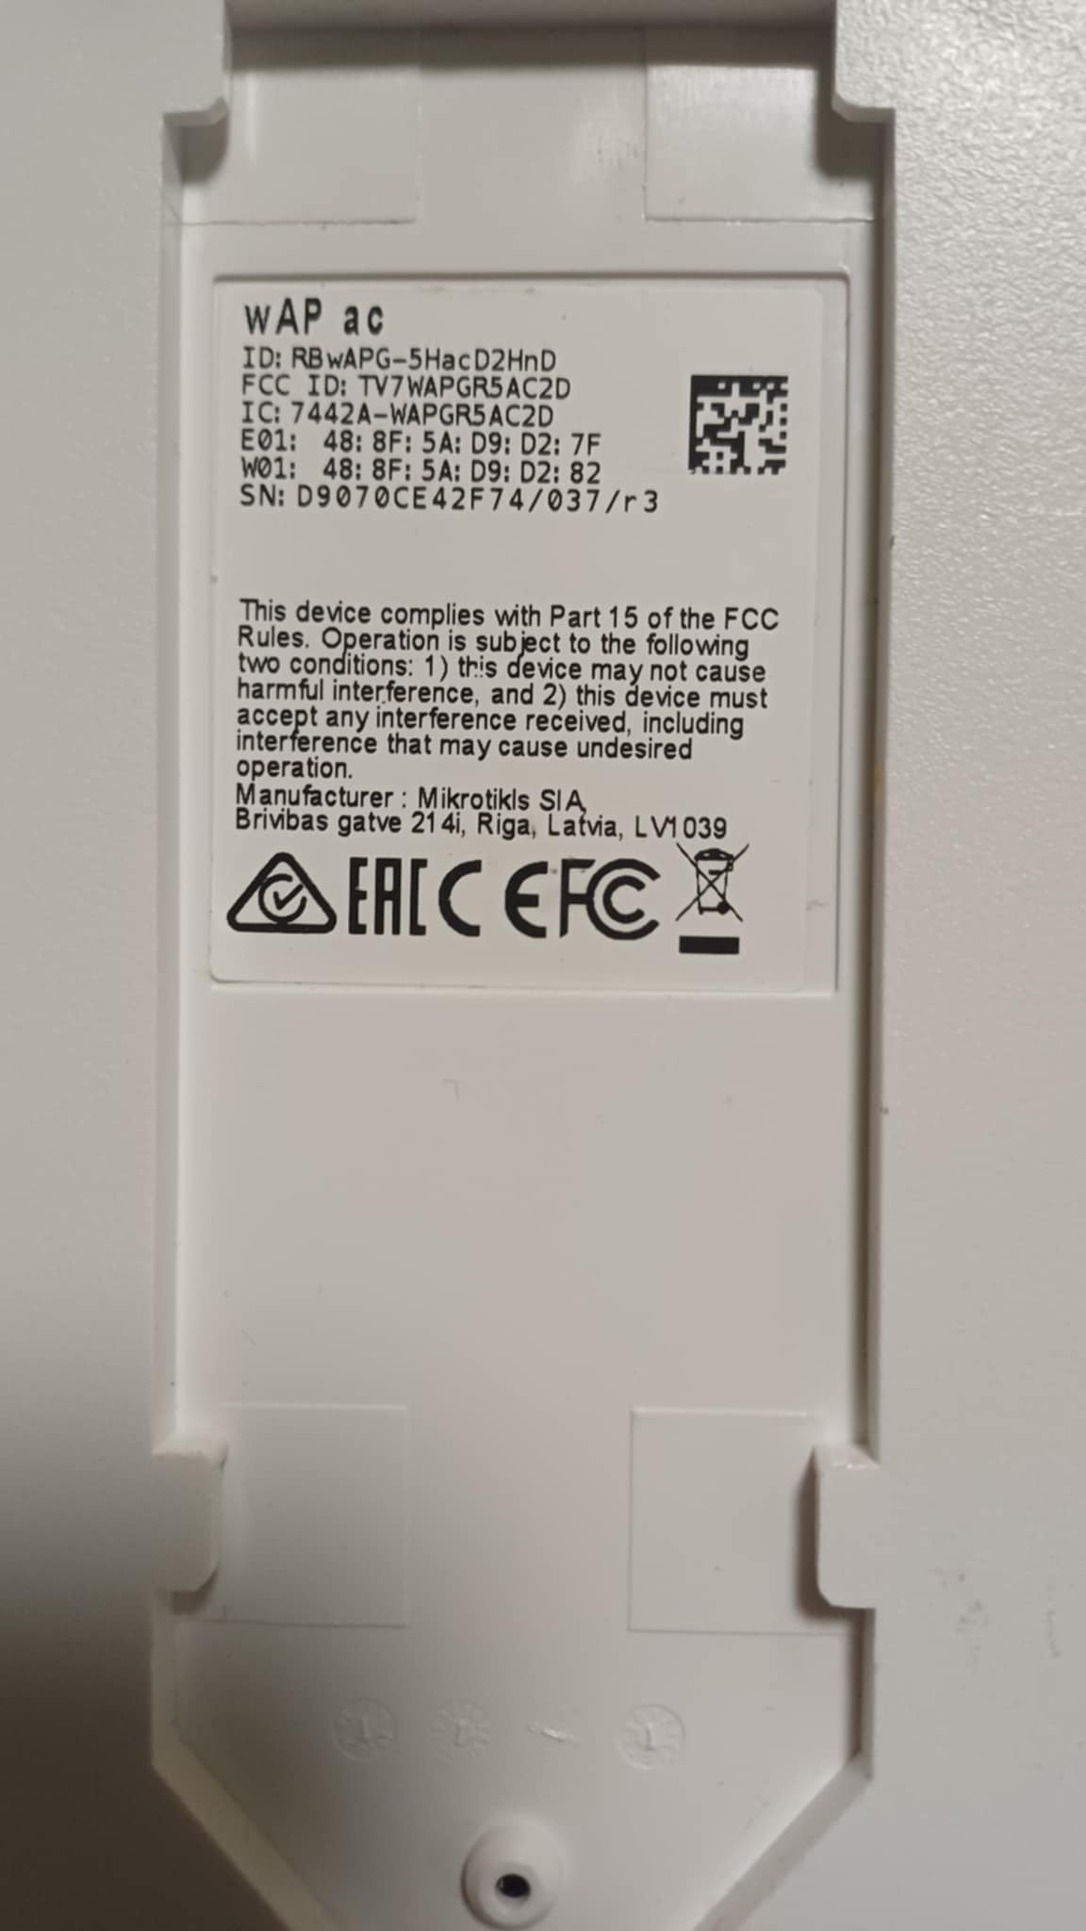 wAP ac
ID: RBwAPG-5HacD2HnD
FCC ID: TV7WAPGR5AC2D
IC: 7442A-WAPGR5AC2D
E01: 48: 8F: 5A: D9: D2: 7F
W01: 48: 8F: 5A: D9: D2: 82
SN: D9070CE42F74/037/r3
This device complies with Part 15 of the FCC
Rules. Operation is subject to the following
two conditions: 1) this device may not cause
harmful interference, and 2) this device must
accept any interference received, including
interference that may cause undesired
operation.
Manufacturer : Mikrotikls SIA,
Brivibas gatve 214i, Riga, Latvia, LV1039
EAC CE FC